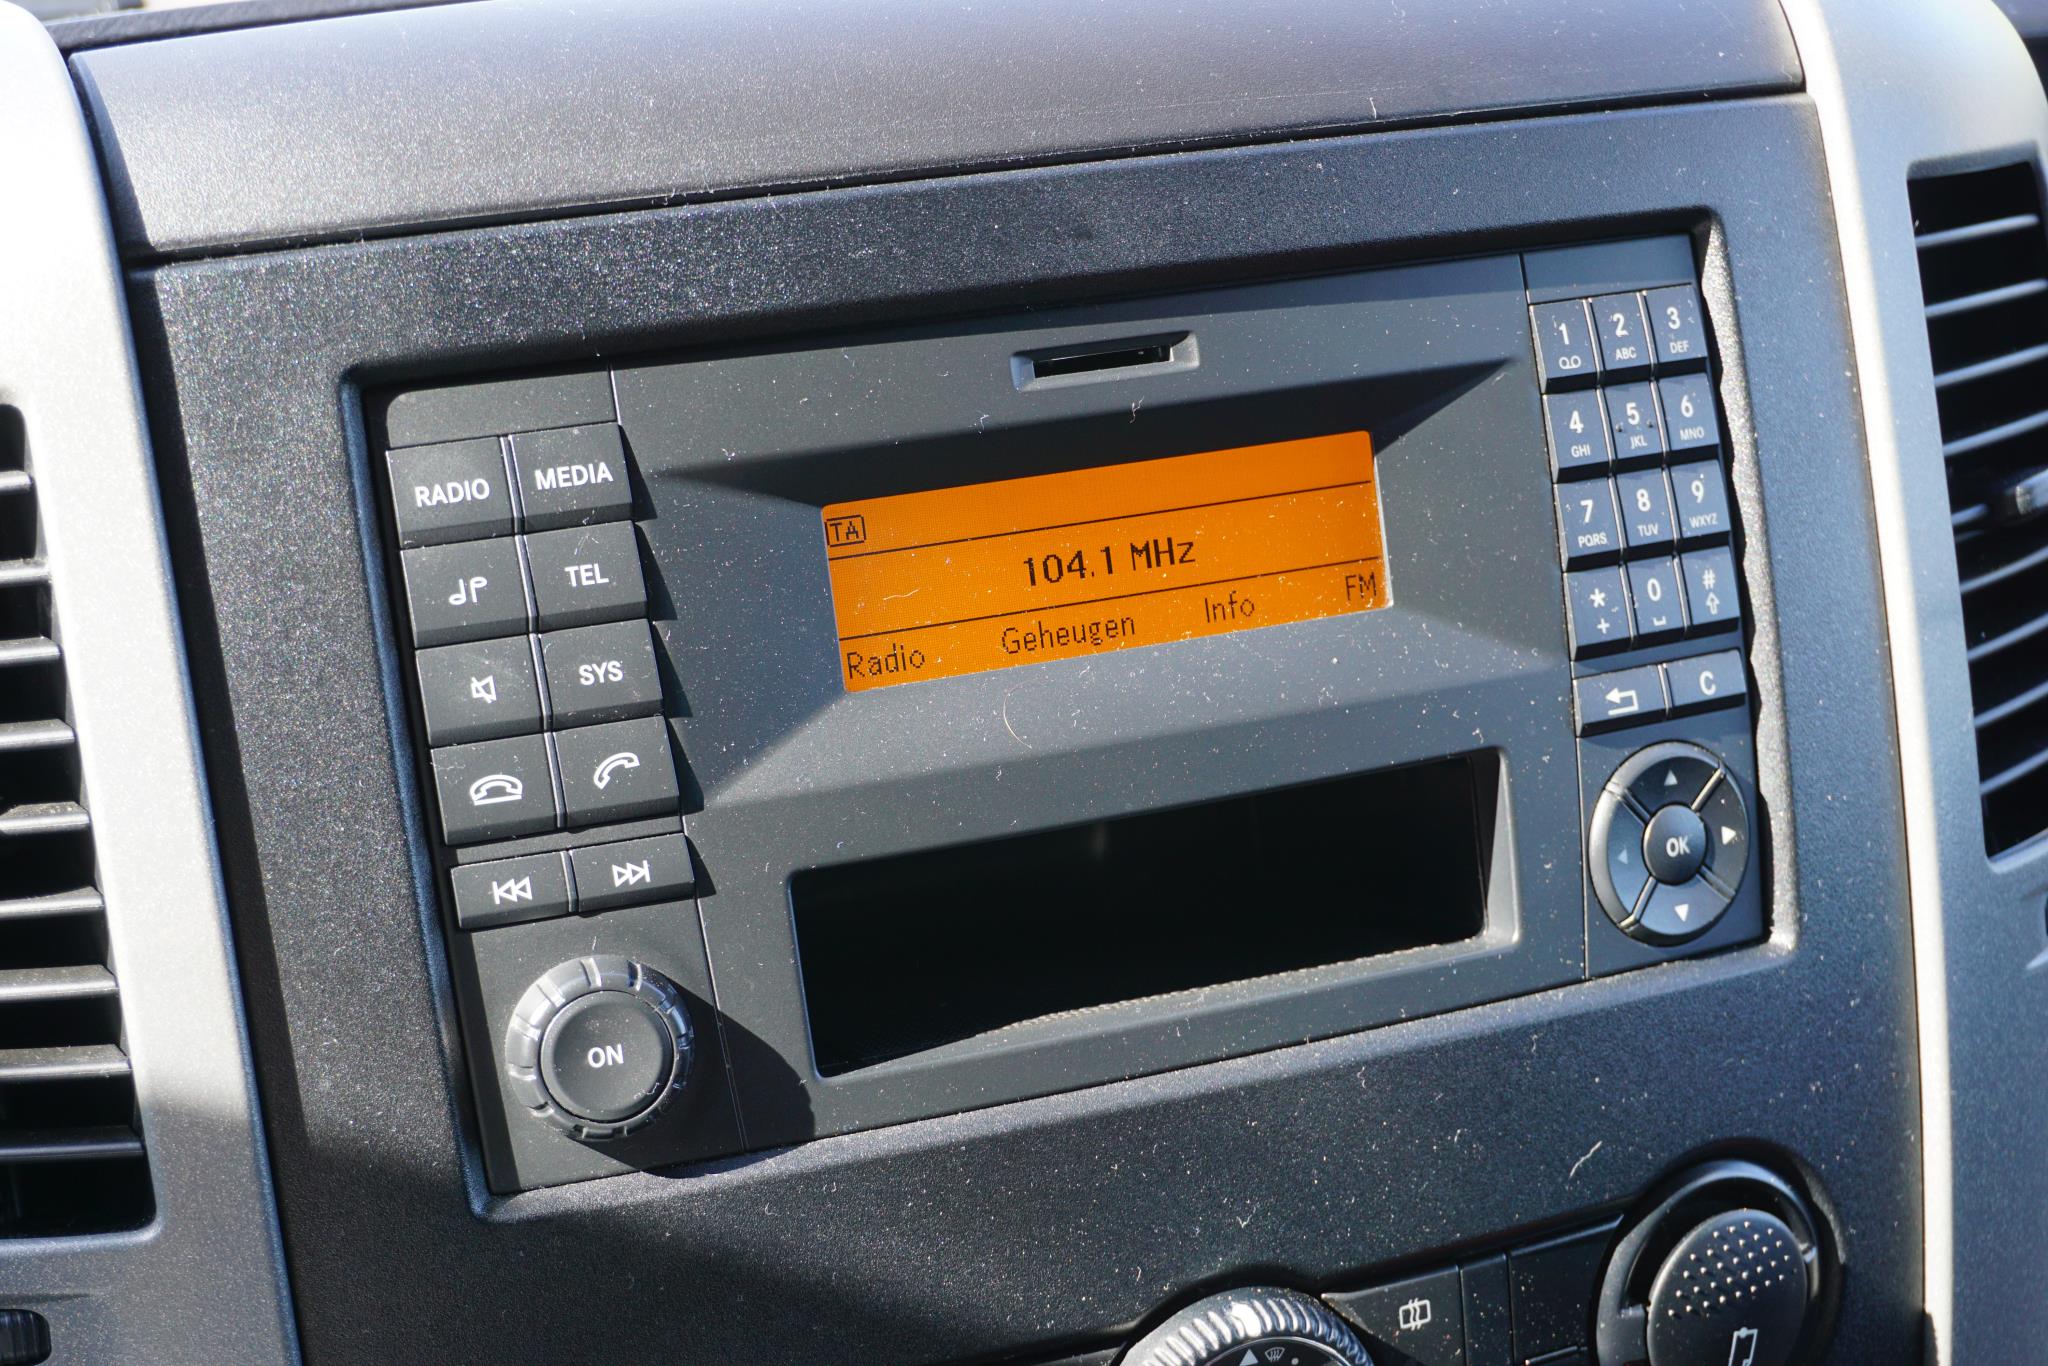 RADIO MEDIA
TEL
SYS
ON
TA
104.1 MHz
Radio Geheugen Info FM
1 2 ABC 3 DEF
4 GHI 5 JKL 6 MNO
7 PQRS 8 TUV 9 WXYZ
* + 0 #
C
OK